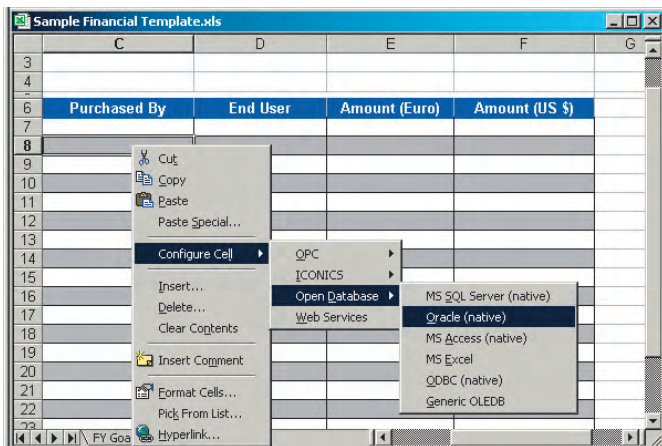 Sample Financial Template.xls
C D E F G
3
4
6 Purchased By End User Amount (Euro) Amount (US $)
7
8
9 Cut
10 Copy
11 Paste
12 Paste Special...
13
14 Configure Cell OPC
15 ICONICS
16 Insert... Open Database MS SQL Server (native)
17 Delete... Web Services Oracle (native)
18 Clear Contents MS Access (native)
19 MS Excel
20 Insert Comment ODBC (native)
21 Format Cells... Generic OLEDB
22 Pick From List...
23
FY Goa Hyperlink...